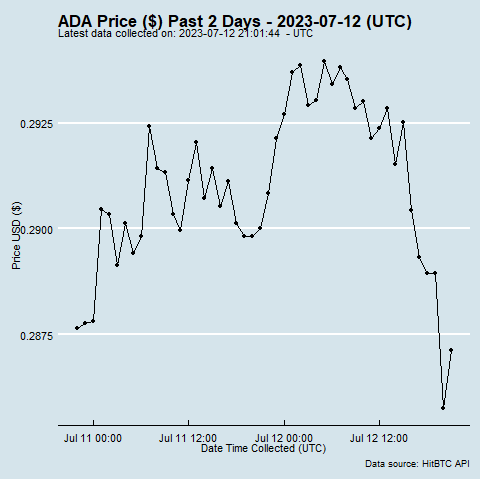 ADA Price ($) Past 2 Days - 2023-07-12 (UTC)
Latest data collected on: 2023-07-12 21:01:44 - UTC
0.2925
0.2900
0.2875
Price USD ($)
Jul 11 00:00 Jul 11 12:00 Jul 12 00:00 Jul 12 12:00
Date Time Collected (UTC)
Data source: HitBTC API